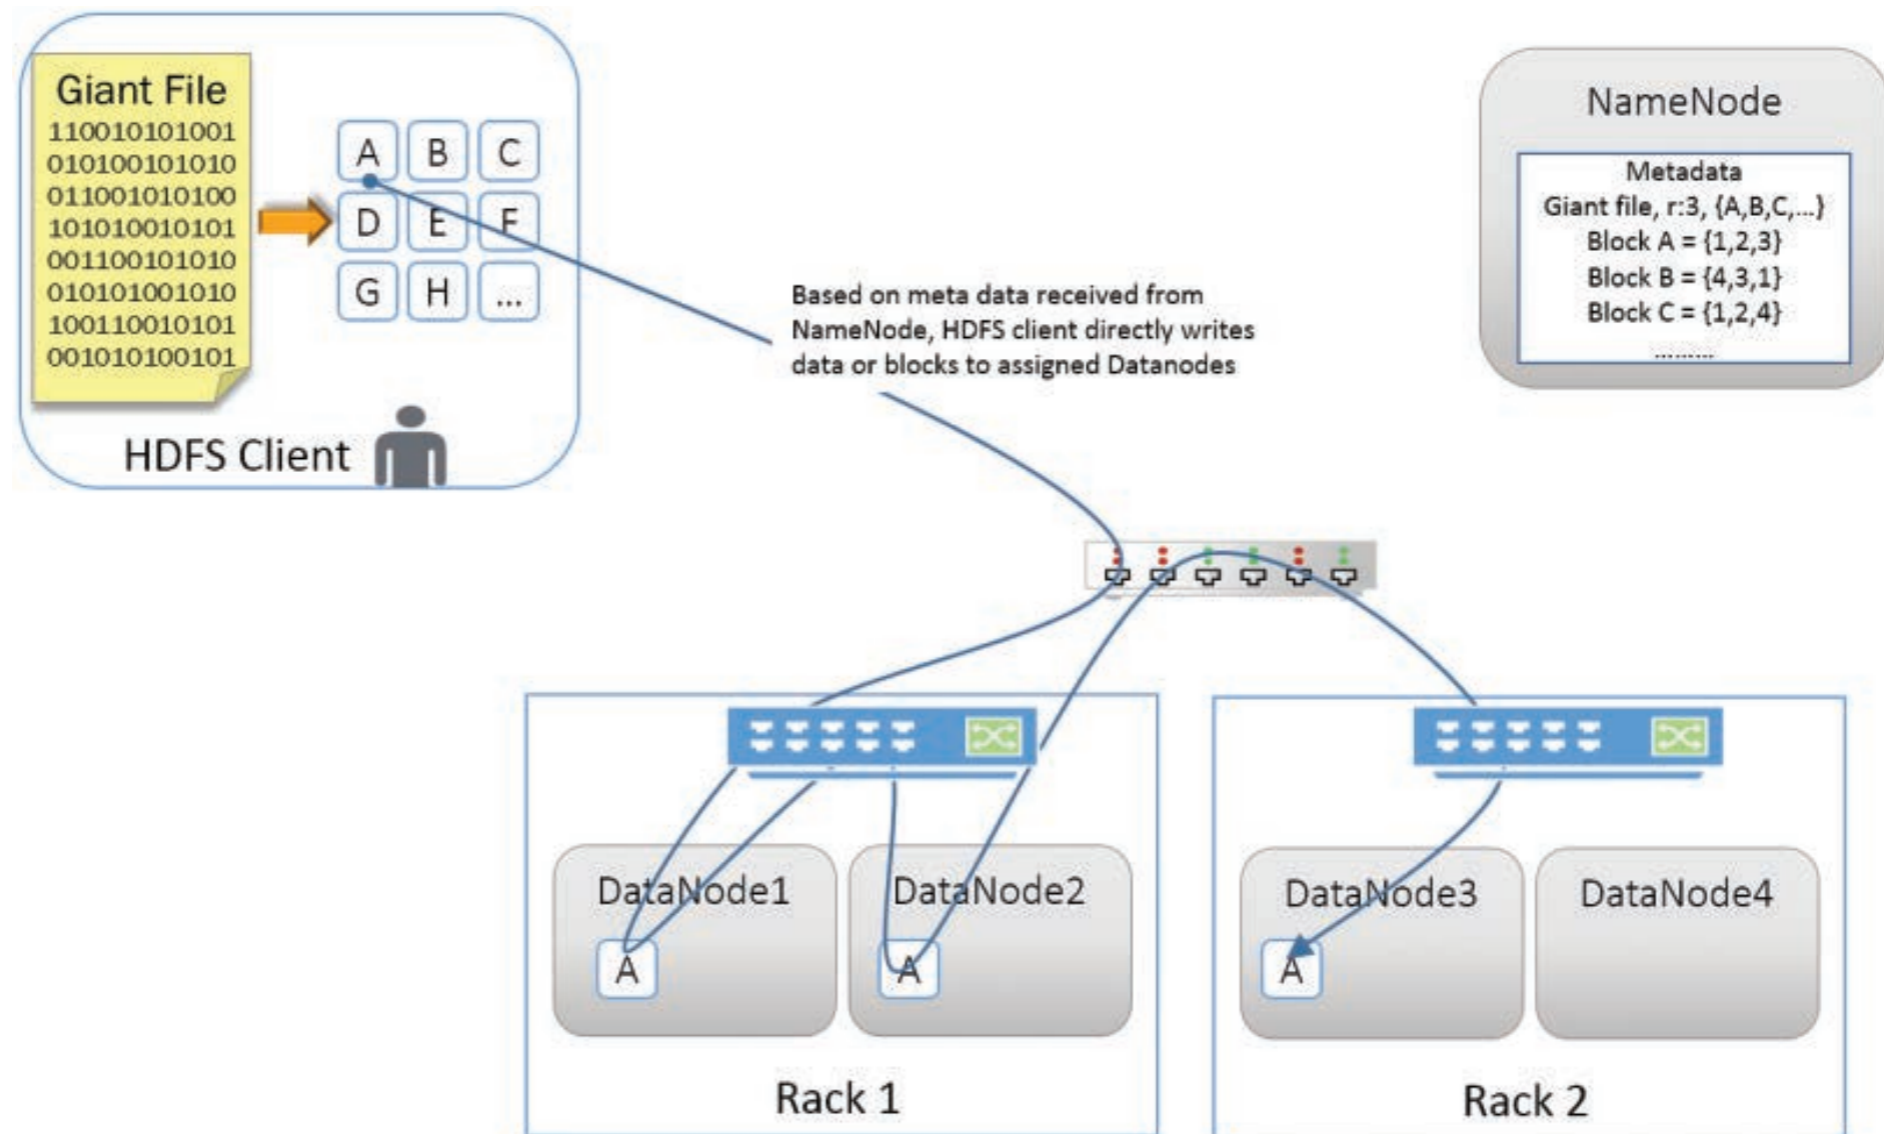 Giant File
110010101001
010100101010
011001010100
101010010101
001100101010
010101001010
100110010101
001010100101
A B C
D E F
G H ...
HDFS Client
Based on meta data received from
NameNode, HDFS client directly writes
data or blocks to assigned Datanodes
NameNode
Metadata
Giant file, r:3, {A,B,C,...}
Block A = {1,2,3}
Block B = {4,3,1}
Block C = {1,2,4}
.........
DataNode1
A
DataNode2
A
Rack 1
DataNode3
A
DataNode4
Rack 2